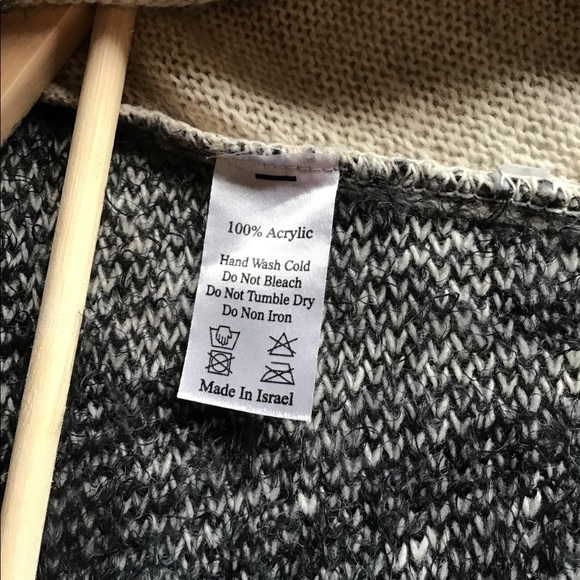 100% Acrylic
Hand Wash Cold
Do Not Bleach
Do Not Tumble Dry
Do Non Iron
Made In Israel